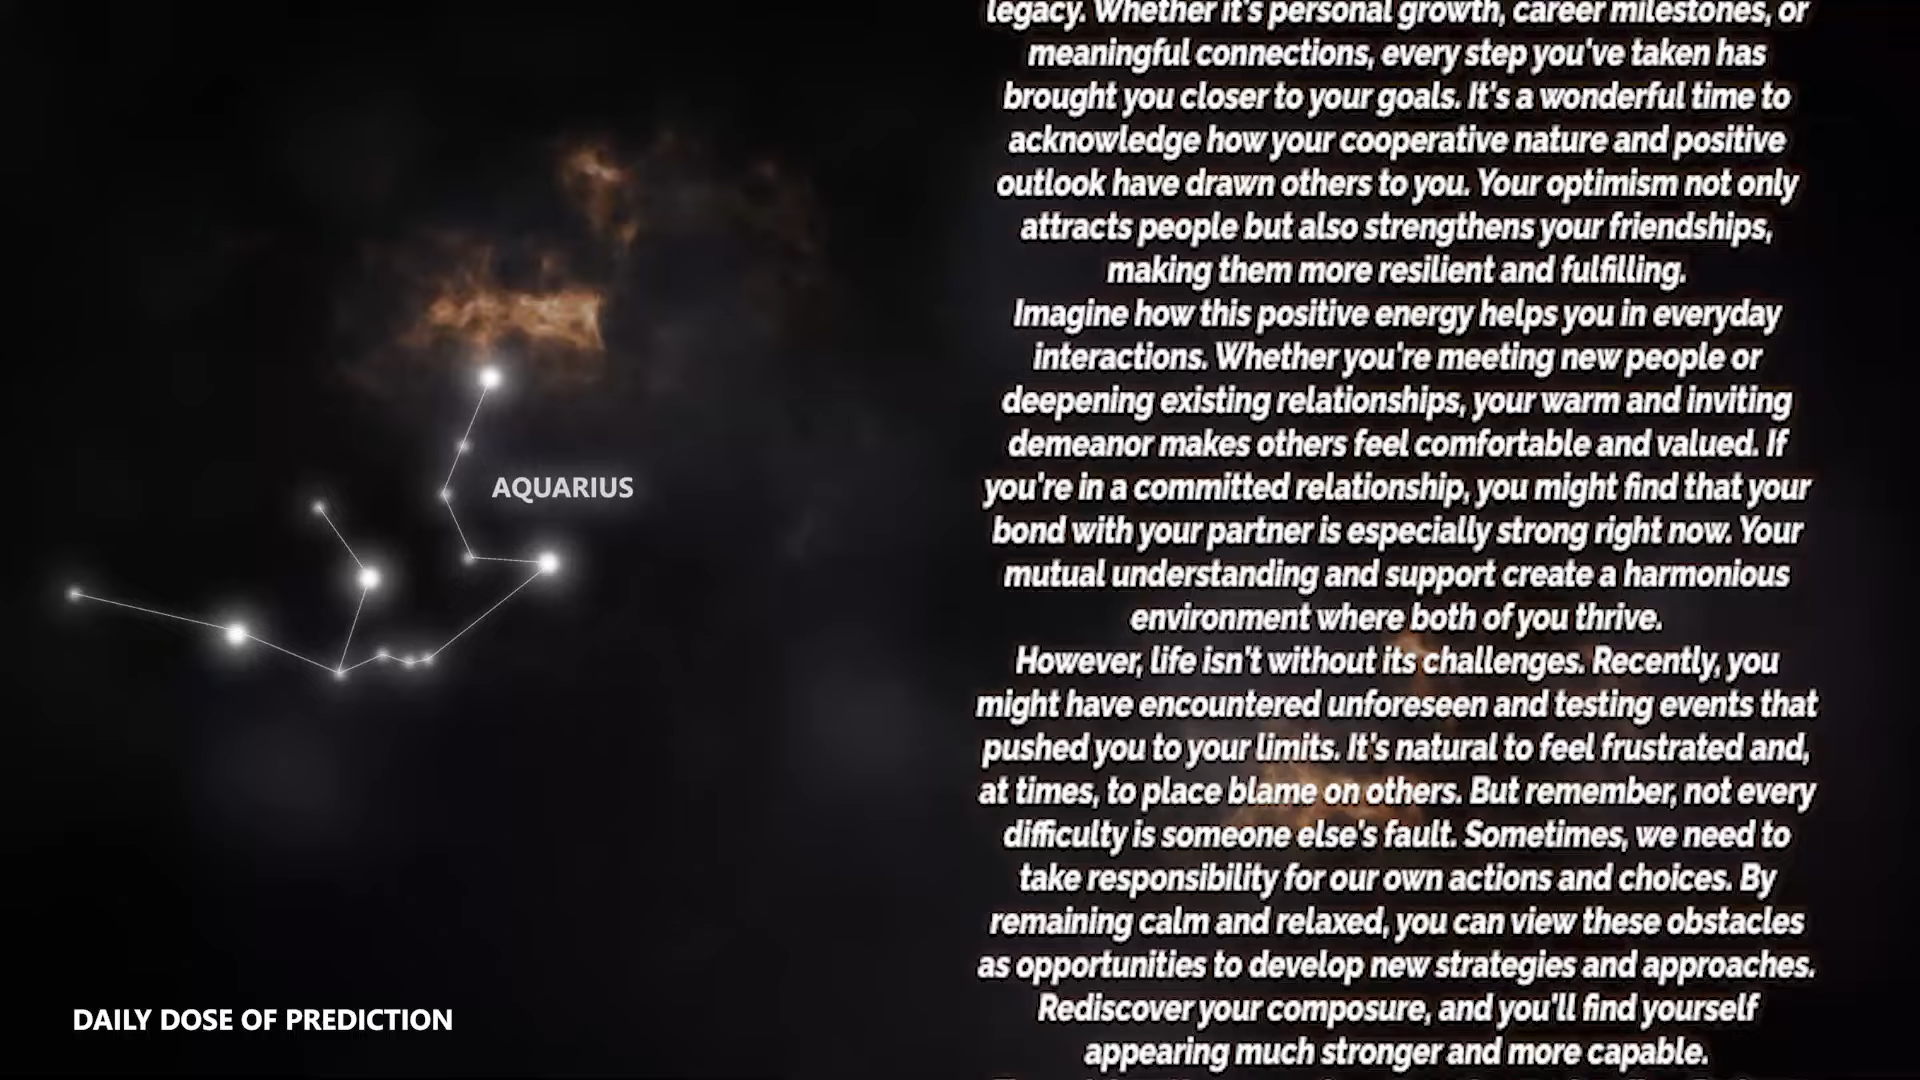 legacy. Whether it's personal growth, career milestones, or
meaningful connections, every step you've taken has
brought you closer to your goals. It's a wonderful time to
acknowledge how your cooperative nature and positive
outlook have drawn others to you. Your optimism not only
attracts people but also strengthens your friendships,
making them more resilient and fulfilling.
Imagine how this positive energy helps you in everyday
interactions. Whether you're meeting new people or
deepening existing relationships, your warm and inviting
demeanor makes others feel comfortable and valued. If
you're in a committed relationship, you might find that your
bond with your partner is especially strong right now. Your
mutual understanding and support create a harmonious
environment where both of you thrive.
However, life isn't without its challenges. Recently, you
might have encountered unforeseen and testing events that
pushed you to your limits. It's natural to feel frustrated and,
at times, to place blame on others. But remember, not every
difficulty is someone else's fault. Sometimes, we need to
take responsibility for our own actions and choices. By
remaining calm and relaxed, you can view these obstacles
as opportunities to develop new strategies and approaches.
Rediscover your composure, and you'll find yourself
appearing much stronger and more capable.
AQUARIUS
DAILY DOSE OF PREDICTION